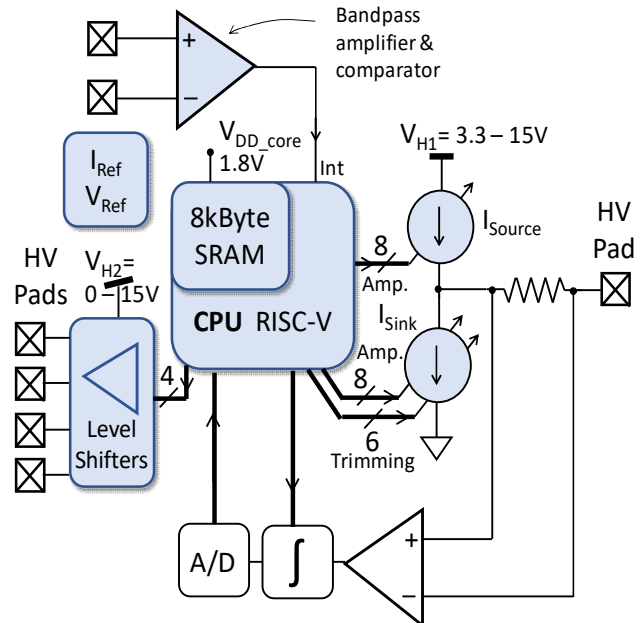 Bandpass
amplifier &
comparator
+
−
V_DD_core
1.8V
Int
V_H1 = 3.3 – 15V
I_Ref
V_Ref
8kByte
SRAM
CPU RISC-V
8
Amp.
I_Source
HV
Pad
HV
Pads
V_H2 =
0 – 15V
I_Sink
Amp.
4
8
6
Trimming
Level
Shifters
A/D
∫
+
−